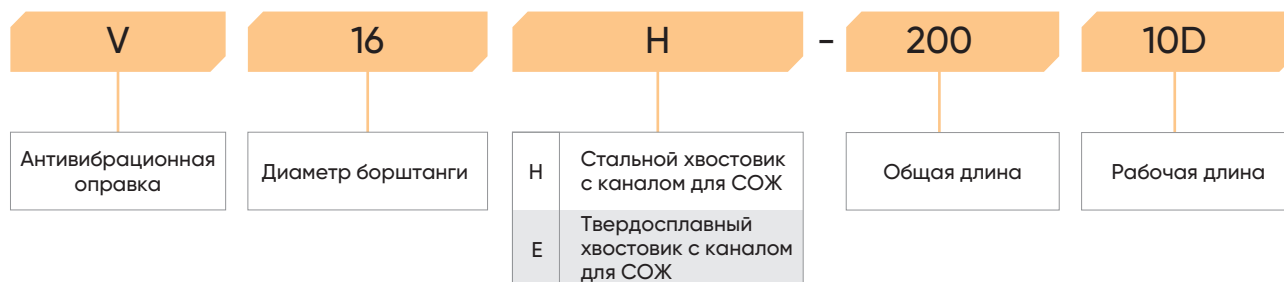 V 16 H - 200 10D
Антивибрационная
оправка
Диаметр борштанги
H
Стальной хвостовик
с каналом для СОЖ
E
Твердосплавный
хвостовик с каналом
для СОЖ
Общая длина
Рабочая длина